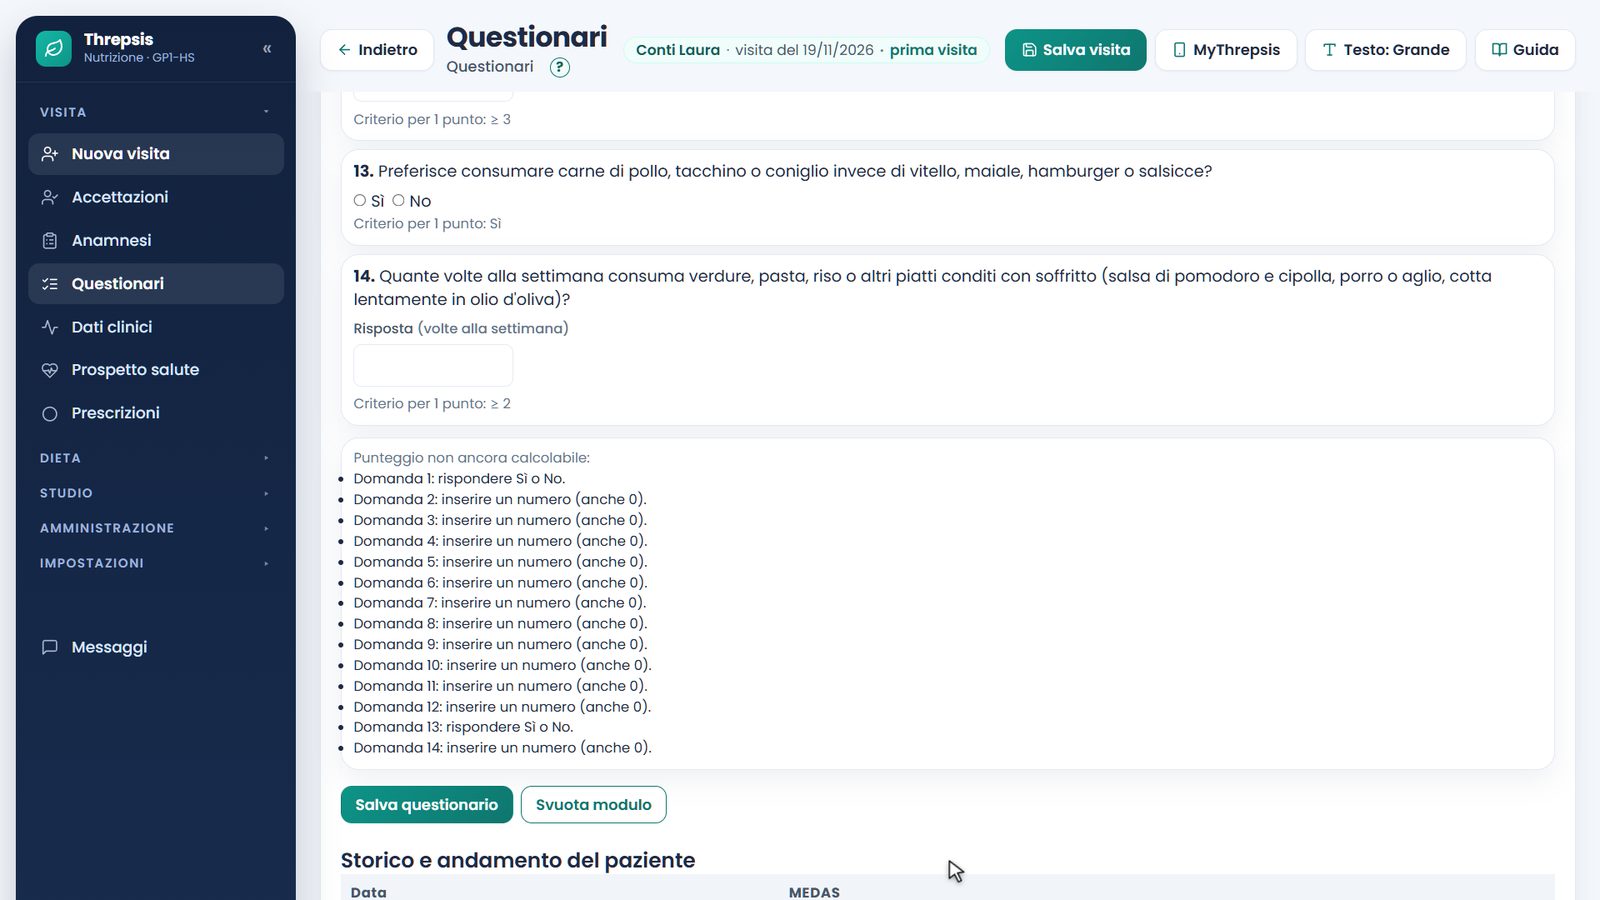 Threpsis
Nutrizione · GP1-HS
«
VISITA
Nuova visita
Accettazioni
Anamnesi
Questionari
Dati clinici
Prospetto salute
Prescrizioni
DIETA
STUDIO
AMMINISTRAZIONE
IMPOSTAZIONI
Messaggi
← Indietro
Questionari
Questionari ?
Conti Laura · visita del 19/11/2026 · prima visita
Salva visita
MyThrepsis
Testo: Grande
Guida
Criterio per 1 punto: ≥ 3
13. Preferisce consumare carne di pollo, tacchino o coniglio invece di vitello, maiale, hamburger o salsicce?
Sì No
Criterio per 1 punto: Sì
14. Quante volte alla settimana consuma verdure, pasta, riso o altri piatti conditi con soffritto (salsa di pomodoro e cipolla, porro o aglio, cotta
lentamente in olio d'oliva)?
Risposta (volte alla settimana)
Criterio per 1 punto: ≥ 2
Punteggio non ancora calcolabile:
• Domanda 1: rispondere Sì o No.
• Domanda 2: inserire un numero (anche 0).
• Domanda 3: inserire un numero (anche 0).
• Domanda 4: inserire un numero (anche 0).
• Domanda 5: inserire un numero (anche 0).
• Domanda 6: inserire un numero (anche 0).
• Domanda 7: inserire un numero (anche 0).
• Domanda 8: inserire un numero (anche 0).
• Domanda 9: inserire un numero (anche 0).
• Domanda 10: inserire un numero (anche 0).
• Domanda 11: inserire un numero (anche 0).
• Domanda 12: inserire un numero (anche 0).
• Domanda 13: rispondere Sì o No.
• Domanda 14: inserire un numero (anche 0).
Salva questionario
Svuota modulo
Storico e andamento del paziente
Data MEDAS